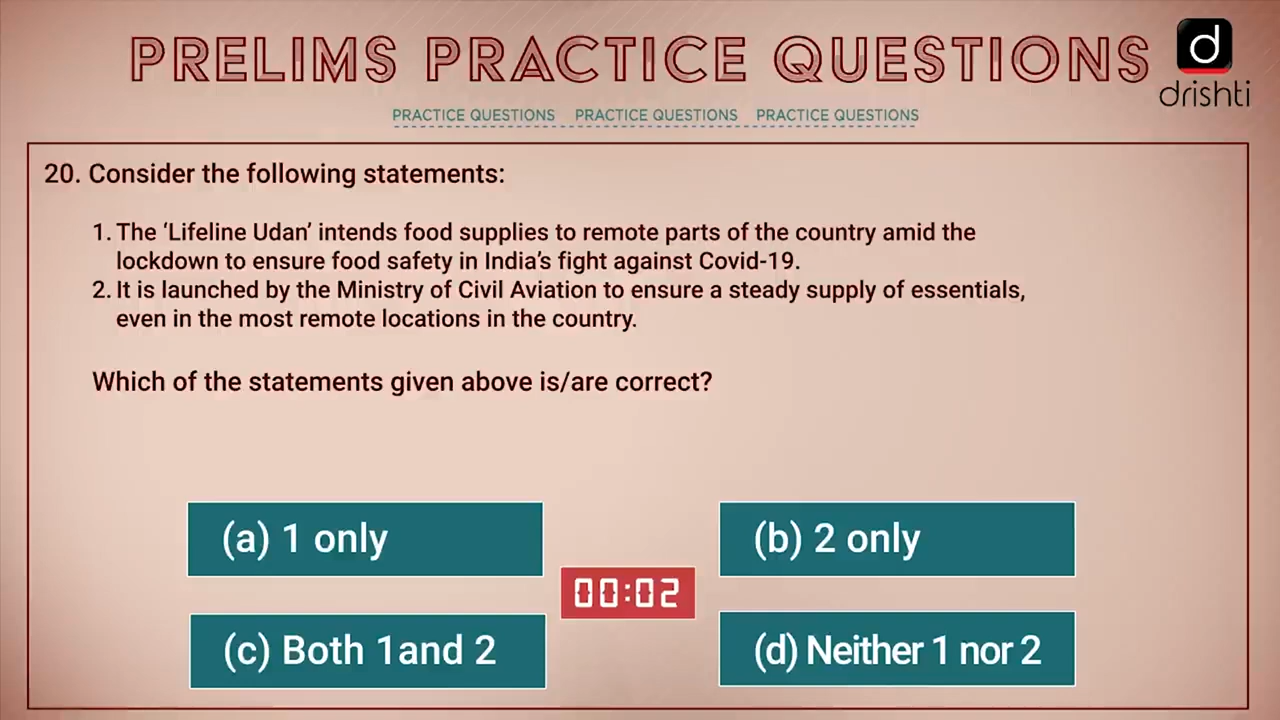 PRELIMS PRACTICE QUESTIONS
d
drishti
PRACTICE QUESTIONS PRACTICE QUESTIONS PRACTICE QUESTIONS
20. Consider the following statements:
1. The ‘Lifeline Udan’ intends food supplies to remote parts of the country amid the
lockdown to ensure food safety in India’s fight against Covid-19.
2. It is launched by the Ministry of Civil Aviation to ensure a steady supply of essentials,
even in the most remote locations in the country.
Which of the statements given above is/are correct?
(a) 1 only
(b) 2 only
00:02
(c) Both 1and 2
(d) Neither 1 nor 2